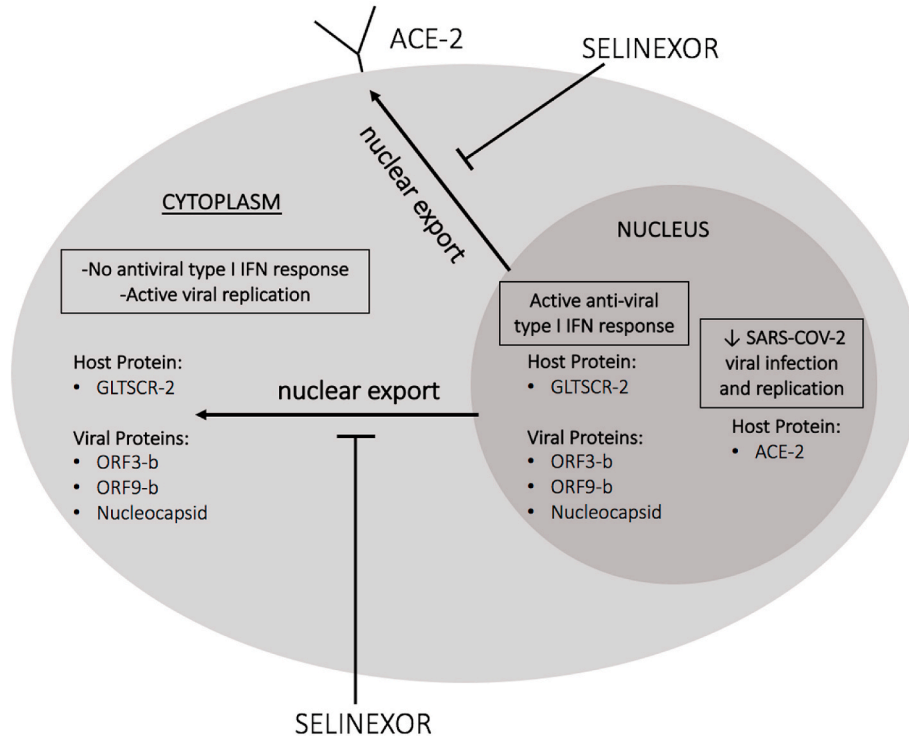 ACE-2
SELINEXOR
nuclear export
CYTOPLASM
-No antiviral type I IFN response
-Active viral replication
Host Protein:
• GLTSCR-2
Viral Proteins:
• ORF3-b
• ORF9-b
• Nucleocapsid
nuclear export
NUCLEUS
Active anti-viral
type I IFN response
Host Protein:
• GLTSCR-2
Viral Proteins:
• ORF3-b
• ORF9-b
• Nucleocapsid
↓ SARS-COV-2
viral infection
and replication
Host Protein:
• ACE-2
SELINEXOR